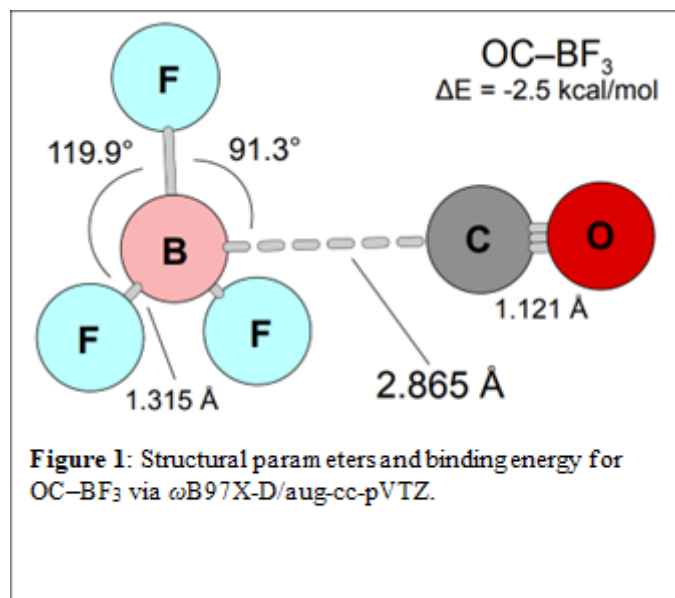 OC–BF₃
ΔE = -2.5 kcal/mol
F
119.9°
91.3°
B
C
O
F
F
1.121 Å
1.315 Å
2.865 Å
Figure 1: Structural param eters and binding energy for
OC–BF₃ via ωB97X-D/aug-cc-pVTZ.